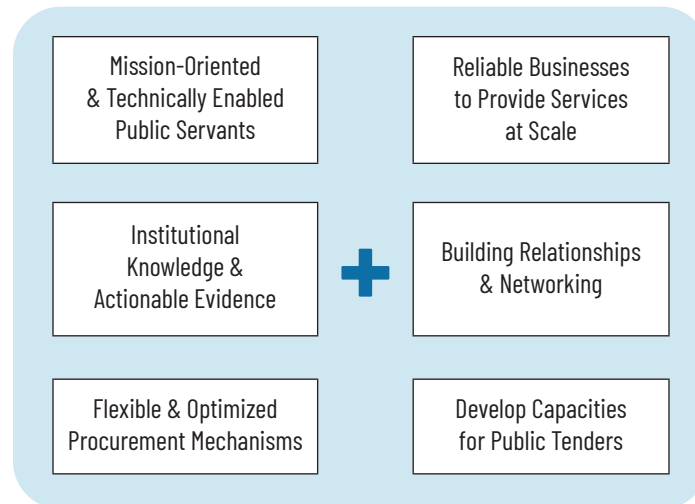 Mission-Oriented
& Technically Enabled
Public Servants
Reliable Businesses
to Provide Services
at Scale
Institutional
Knowledge &
Actionable Evidence
Building Relationships
& Networking
Flexible & Optimized
Procurement Mechanisms
Develop Capacities
for Public Tenders